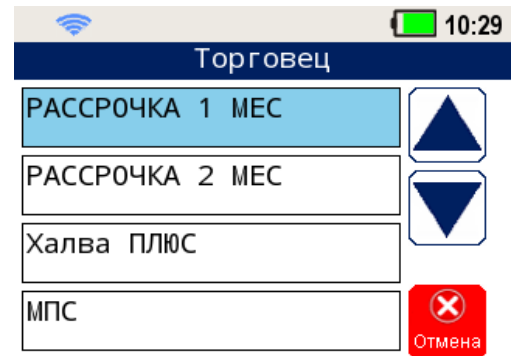 10:29
Торговец
РАССРОЧКА 1 МЕС
РАССРОЧКА 2 МЕС
Халва ПЛЮС
МПС
Отмена